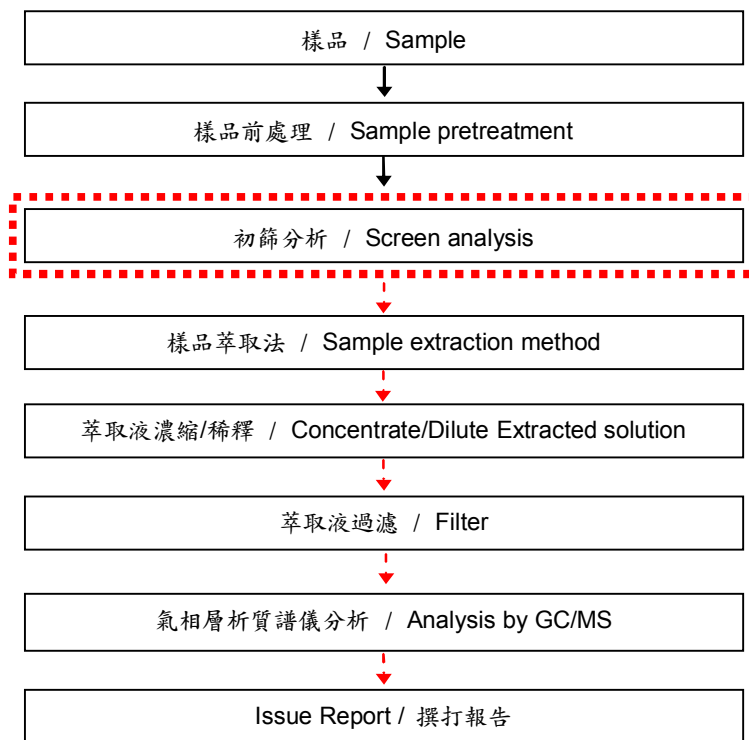 樣品 / Sample
樣品前處理 / Sample pretreatment
初篩分析 / Screen analysis
樣品萃取法 / Sample extraction method
萃取液濃縮/稀釋 / Concentrate/Dilute Extracted solution
萃取液過濾 / Filter
氣相層析質譜儀分析 / Analysis by GC/MS
Issue Report / 撰打報告